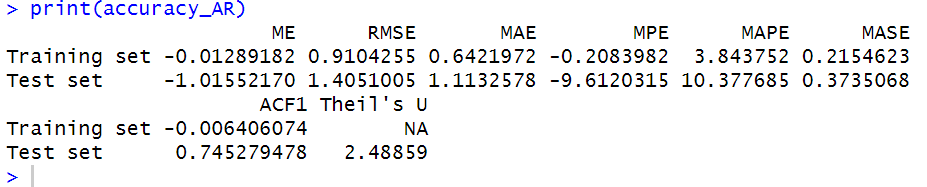 > print(accuracy_AR)
                      ME      RMSE       MAE        MPE      MAPE      MASE
Training set -0.01289182 0.9104255 0.6421972 -0.2083982  3.843752 0.2154623
Test set     -1.01552170 1.4051005 1.1132578 -9.6120315 10.377685 0.3735068
                     ACF1 Theil's U
Training set -0.006406074        NA
Test set      0.745279478   2.48859
>